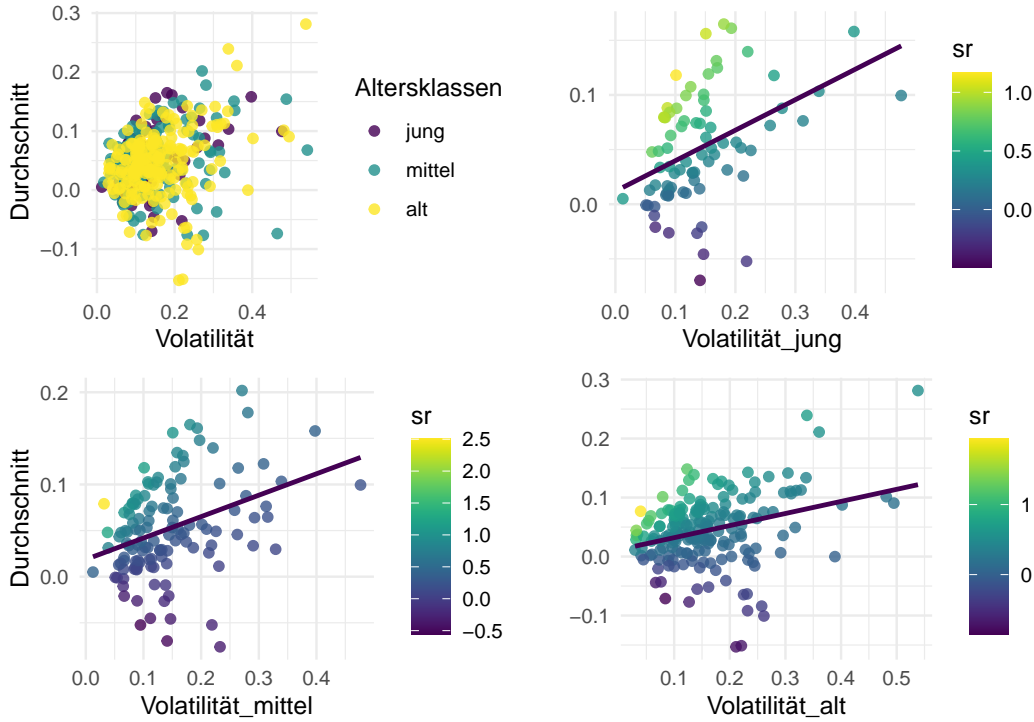 0.3
0.2
0.1
0.0
−0.1
0.0 0.2 0.4
Durchschnitt
Volatilität
Altersklassen
jung
mittel
alt
0.1
0.0
0.0 0.1 0.2 0.3 0.4
Volatilität_jung
sr
1.0
0.5
0.0
0.2
0.1
0.0
0.0 0.1 0.2 0.3 0.4
Durchschnitt
Volatilität_mittel
sr
2.5
2.0
1.5
1.0
0.5
0.0
−0.5
0.3
0.2
0.1
0.0
−0.1
0.1 0.2 0.3 0.4 0.5
Volatilität_alt
sr
1
0